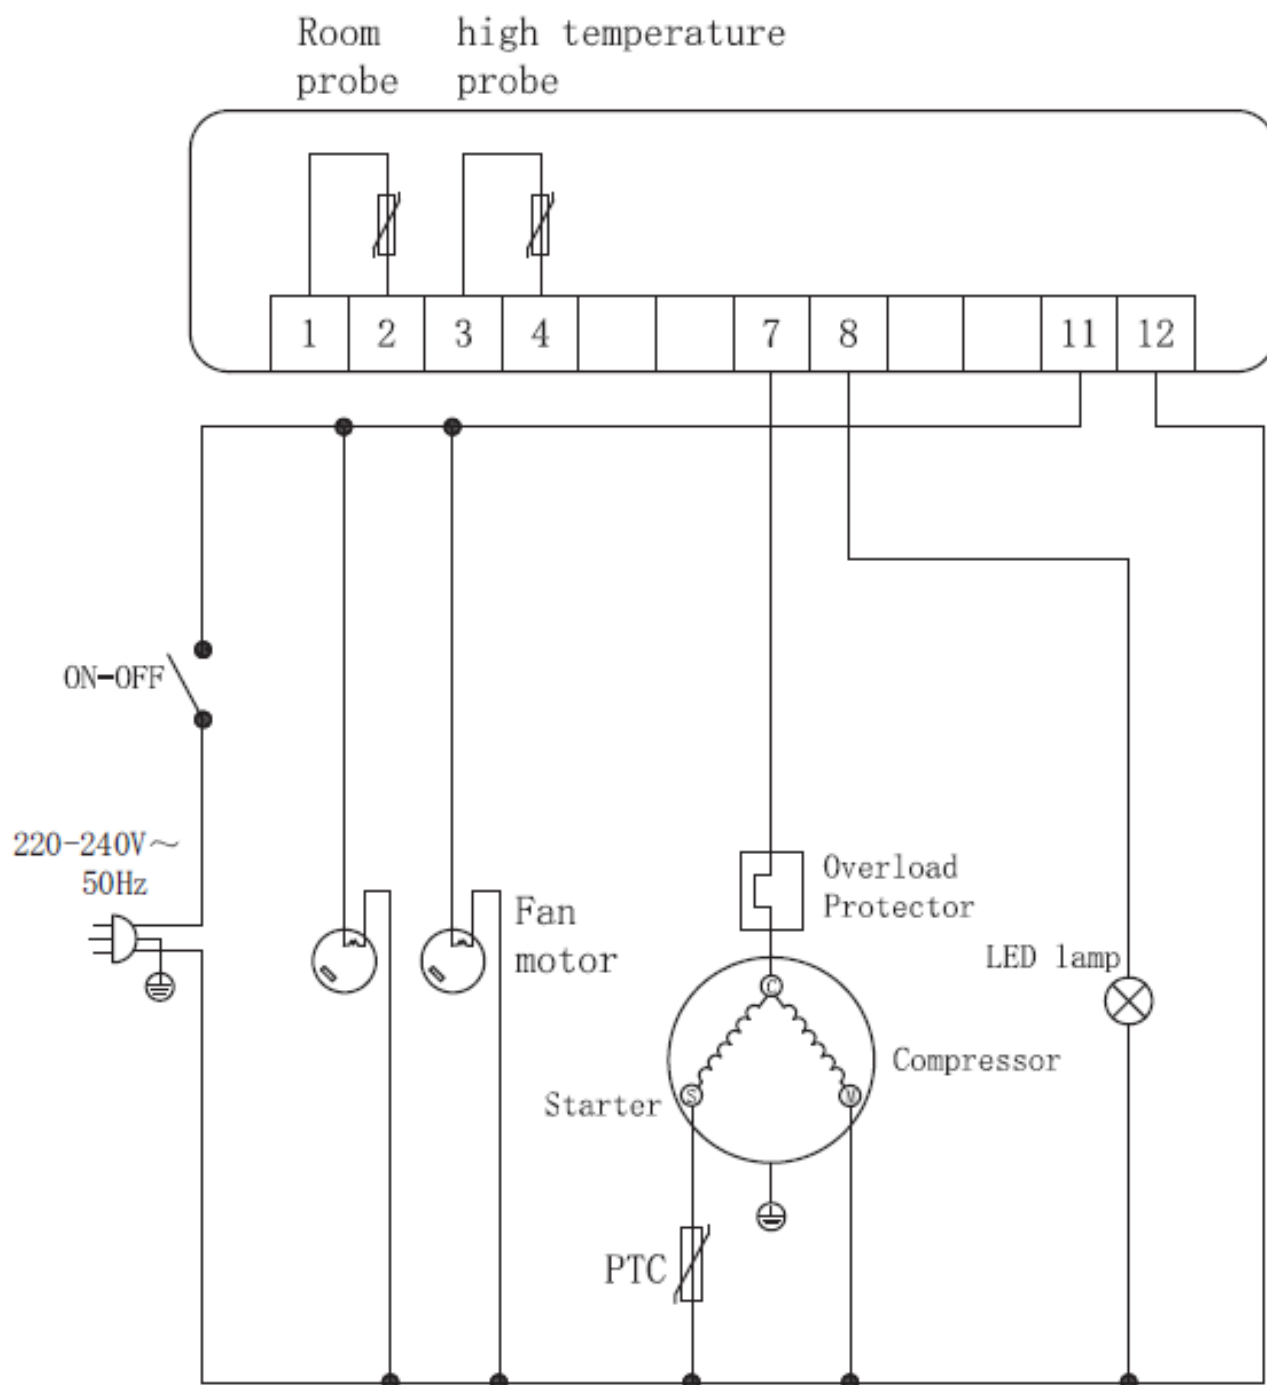 Room high temperature
probe probe
1 2 3 4 7 8 11 12
ON-OFF
220-240V~
50Hz
Overload
Protector
Fan
motor
LED lamp
C
Compressor
S M
Starter
PTC